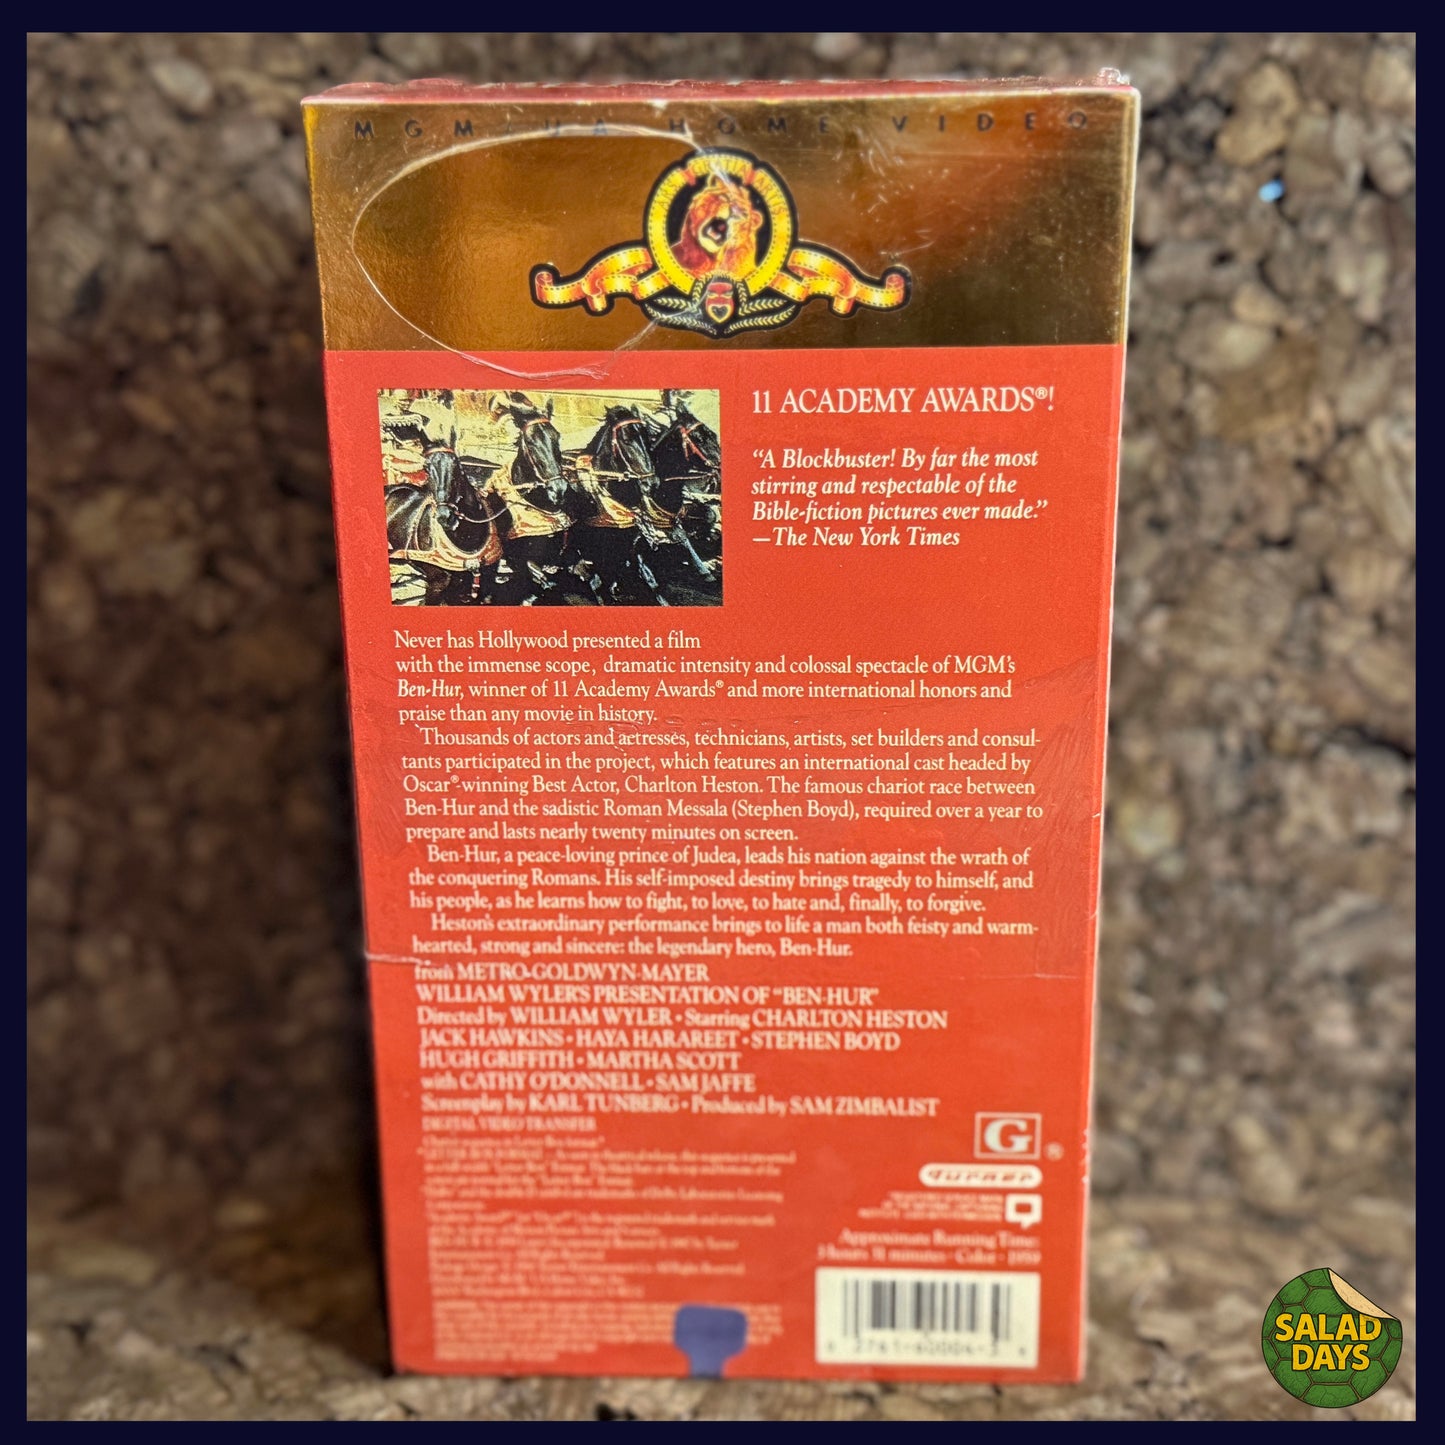 MGM/UA HOME VIDEO
ARS GRATIA ARTIS
11 ACADEMY AWARDS®!
“A Blockbuster! By far the most
stirring and respectable of the
Bible-fiction pictures ever made.”
—The New York Times
Never has Hollywood presented a film
with the immense scope, dramatic intensity and colossal spectacle of MGM's
Ben-Hur, winner of 11 Academy Awards® and more international honors and
praise than any movie in history.
Thousands of actors and actresses, technicians, artists, set builders and consul-
tants participated in the project, which features an international cast headed by
Oscar®-winning Best Actor, Charlton Heston. The famous chariot race between
Ben-Hur and the sadistic Roman Messala (Stephen Boyd), required over a year to
prepare and lasts nearly twenty minutes on screen.
Ben-Hur, a peace-loving prince of Judea, leads his nation against the wrath of
the conquering Romans. His self-imposed destiny brings tragedy to himself, and
his people, as he learns how to fight, to love, to hate and, finally, to forgive.
Heston's extraordinary performance brings to life a man both feisty and warm-
hearted, strong and sincere: the legendary hero, Ben-Hur.
from METRO-GOLDWYN-MAYER
WILLIAM WYLER'S PRESENTATION OF “BEN-HUR”
Directed by WILLIAM WYLER • Starring CHARLTON HESTON
JACK HAWKINS • HAYA HARAREET • STEPHEN BOYD
HUGH GRIFFITH • MARTHA SCOTT
with CATHY O'DONNELL • SAM JAFFE
Screenplay by KARL TUNBERG • Produced by SAM ZIMBALIST
DIGITAL VIDEO TRANSFER
G ®
Turner
Approximate Running Time:
Color • 1959
SALAD
DAYS